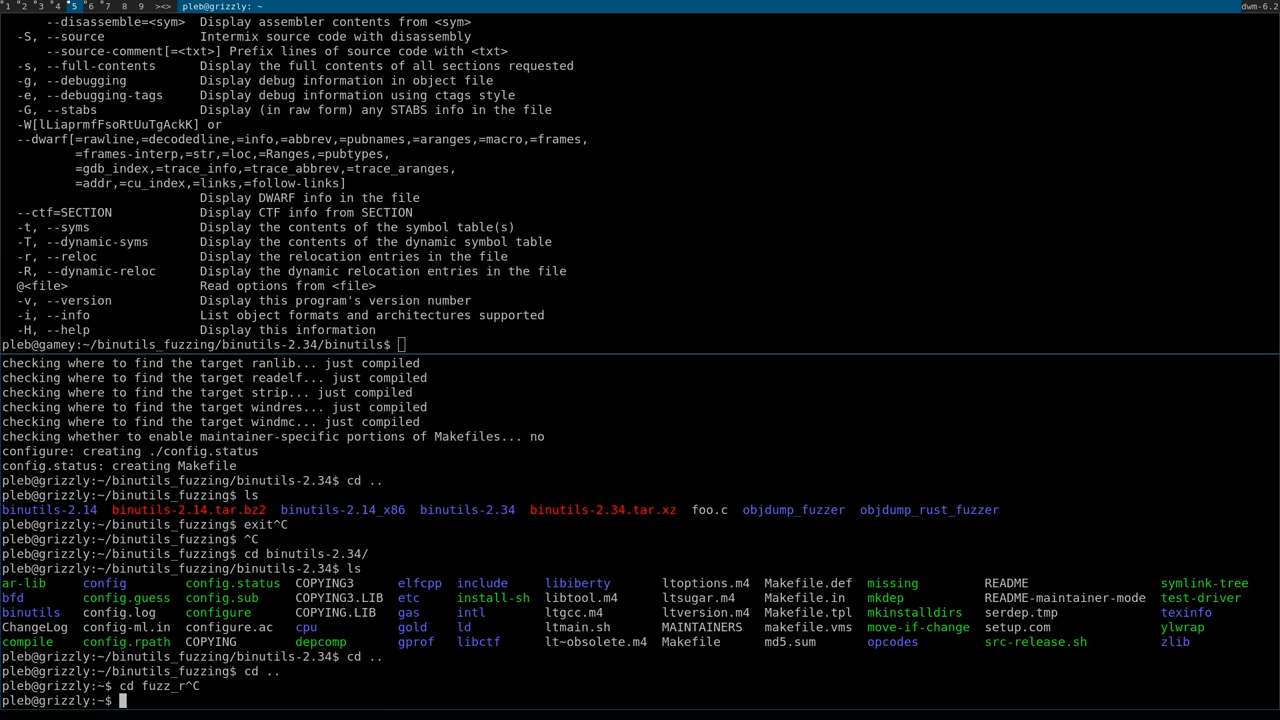 1 2 3 4 5 6 7 8 9 ><> pleb@grizzly: ~ dwm-6.2
--disassemble=<sym> Display assembler contents from <sym>
-S, --source Intermix source code with disassembly
--source-comment[=<txt>] Prefix lines of source code with <txt>
-s, --full-contents Display the full contents of all sections requested
-g, --debugging Display debug information in object file
-e, --debugging-tags Display debug information using ctags style
-G, --stabs Display (in raw form) any STABS info in the file
-W[lLiaprmfFsoRtUuTgAckK] or
--dwarf[=rawline,=decodedline,=info,=abbrev,=pubnames,=aranges,=macro,=frames,
=frames-interp,=str,=loc,=Ranges,=pubtypes,
=gdb_index,=trace_info,=trace_abbrev,=trace_aranges,
=addr,=cu_index,=links,=follow-links]
Display DWARF info in the file
--ctf=SECTION Display CTF info from SECTION
-t, --syms Display the contents of the symbol table(s)
-T, --dynamic-syms Display the contents of the dynamic symbol table
-r, --reloc Display the relocation entries in the file
-R, --dynamic-reloc Display the dynamic relocation entries in the file
@<file> Read options from <file>
-v, --version Display this program's version number
-i, --info List object formats and architectures supported
-H, --help Display this information
pleb@gamey:~/binutils_fuzzing/binutils-2.34/binutils$
checking where to find the target ranlib... just compiled
checking where to find the target readelf... just compiled
checking where to find the target strip... just compiled
checking where to find the target windres... just compiled
checking where to find the target windmc... just compiled
checking whether to enable maintainer-specific portions of Makefiles... no
configure: creating ./config.status
config.status: creating Makefile
pleb@grizzly:~/binutils_fuzzing/binutils-2.34$ cd ..
pleb@grizzly:~/binutils_fuzzing$ ls
binutils-2.14 binutils-2.14.tar.bz2 binutils-2.14_x86 binutils-2.34 binutils-2.34.tar.xz foo.c objdump_fuzzer objdump_rust_fuzzer
pleb@grizzly:~/binutils_fuzzing$ exit^C
pleb@grizzly:~/binutils_fuzzing$ ^C
pleb@grizzly:~/binutils_fuzzing$ cd binutils-2.34/
pleb@grizzly:~/binutils_fuzzing/binutils-2.34$ ls
ar-lib config config.status COPYING3 elfcpp include libiberty ltoptions.m4 Makefile.def missing README symlink-tree
bfd config.guess config.sub COPYING3.LIB etc install-sh libtool.m4 ltsugar.m4 Makefile.in mkdep README-maintainer-mode test-driver
binutils config.log configure COPYING.LIB gas intl ltgcc.m4 ltversion.m4 Makefile.tpl mkinstalldirs serdep.tmp texinfo
ChangeLog config-ml.in configure.ac cpu gold ld ltmain.sh MAINTAINERS makefile.vms move-if-change setup.com ylwrap
compile config.rpath COPYING depcomp gprof libctf lt~obsolete.m4 Makefile md5.sum opcodes src-release.sh zlib
pleb@grizzly:~/binutils_fuzzing/binutils-2.34$ cd ..
pleb@grizzly:~/binutils_fuzzing$ cd ..
pleb@grizzly:~$ cd fuzz_r^C
pleb@grizzly:~$